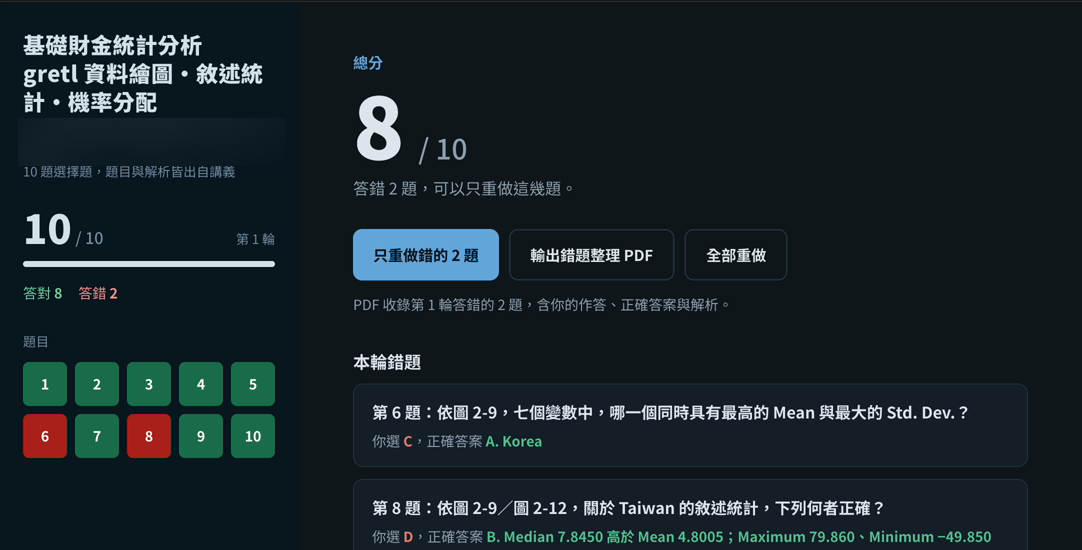 基礎財金統計分析
gretl 資料繪圖・敘述統
計・機率分配
10 題選擇題，題目與解析皆出自講義
10 / 10
第 1 輪
答對 8 答錯 2
題目
1 2 3 4 5
6 7 8 9 10
總分
8 / 10
答錯 2 題，可以只重做這幾題。
只重做錯的 2 題
輸出錯題整理 PDF
全部重做
PDF 收錄第 1 輪答錯的 2 題，含你的作答、正確答案與解析。
本輪錯題
第 6 題：依圖 2-9，七個變數中，哪一個同時具有最高的 Mean 與最大的 Std. Dev.？
你選 C，正確答案 A. Korea
第 8 題：依圖 2-9／圖 2-12，關於 Taiwan 的敘述統計，下列何者正確？
你選 D，正確答案 B. Median 7.8450 高於 Mean 4.8005；Maximum 79.860、Minimum −49.850